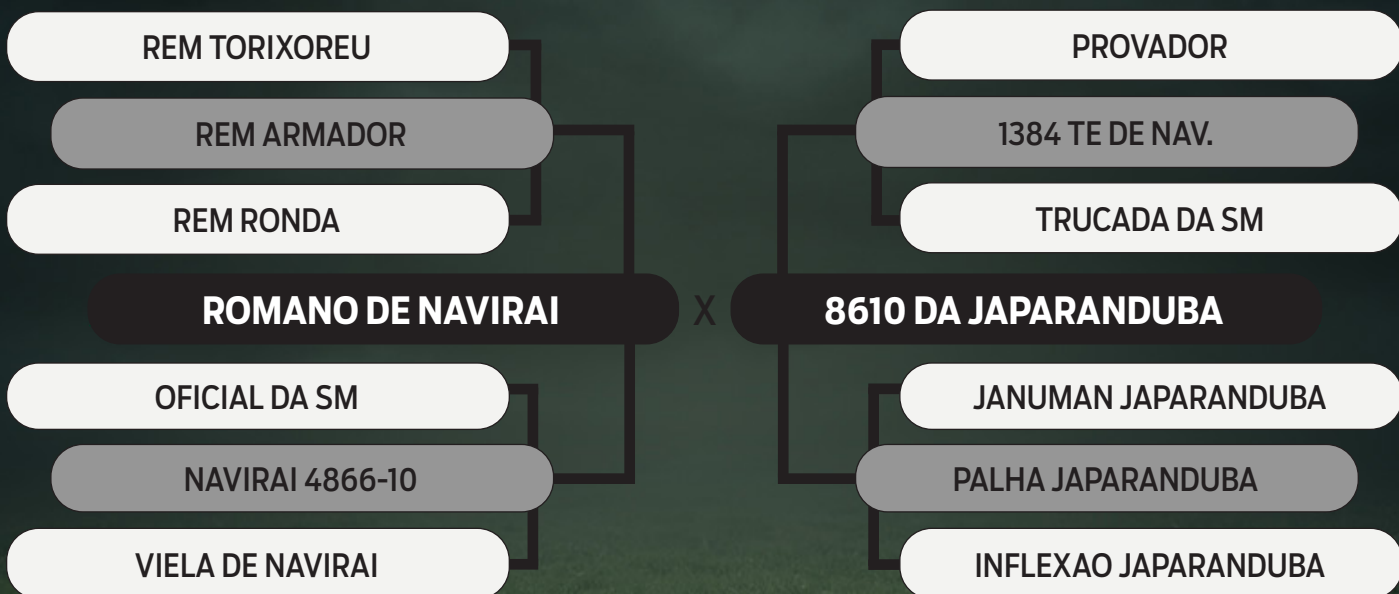 REM TORIXOREU
REM ARMADOR
REM RONDA
ROMANO DE NAVIRAI
OFICIAL DA SM
NAVIRAI 4866-10
VIELA DE NAVIRAI
X
PROVADOR
1384 TE DE NAV.
TRUCADA DA SM
8610 DA JAPARANDUBA
JANUMAN JAPARANDUBA
PALHA JAPARANDUBA
INFLEXAO JAPARANDUBA